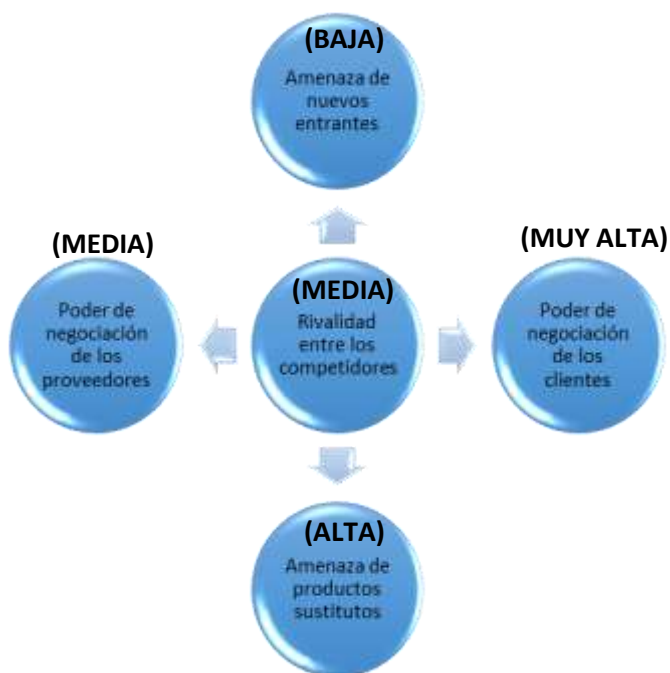 (BAJA)
Amenaza de
nuevos
entrantes
(MEDIA)
Poder de
negociación
de los
proveedores
(MEDIA)
Rivalidad
entre los
competidores
(MUY ALTA)
Poder de
negociación
de los
clientes
(ALTA)
Amenaza de
productos
sustitutos